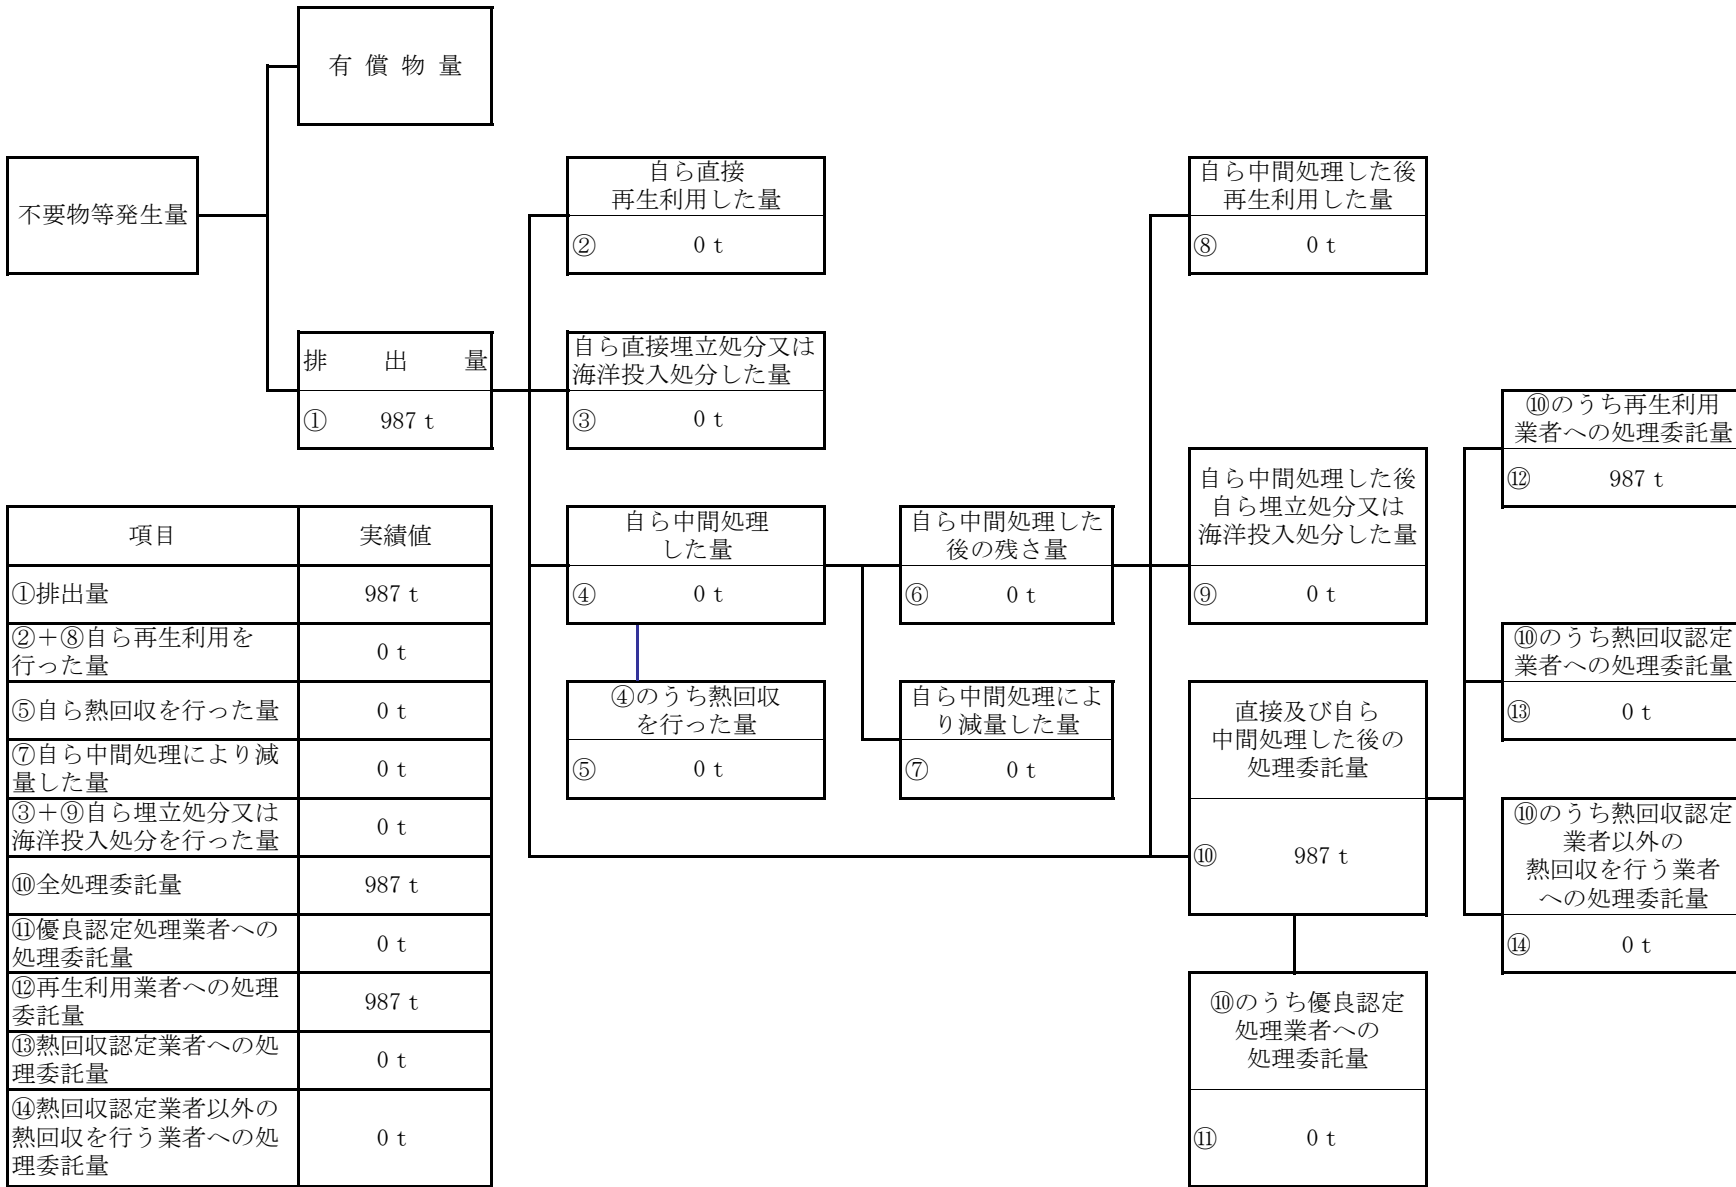 有 償 物 量
不要物等発生量
排 出 量
① 987 t
自ら直接
再生利用した量
② 0 t
自ら直接埋立処分又は
海洋投入処分した量
③ 0 t
自ら中間処理
した量
④ 0 t
④のうち熱回収
を行った量
⑤ 0 t
自ら中間処理した
後の残さ量
⑥ 0 t
自ら中間処理によ
り減量した量
⑦ 0 t
自ら中間処理した後
再生利用した量
⑧ 0 t
自ら中間処理した後
自ら埋立処分又は
海洋投入処分した量
⑨ 0 t
直接及び自ら
中間処理した後の
処理委託量
⑩ 987 t
⑩のうち優良認定
処理業者への
処理委託量
⑪ 0 t
⑩のうち再生利用
業者への処理委託量
⑫ 987 t
⑩のうち熱回収認定
業者への処理委託量
⑬ 0 t
⑩のうち熱回収認定
業者以外の
熱回収を行う業者
への処理委託量
⑭ 0 t
項目 実績値
①排出量 987 t
②+⑧自ら再生利用を
行った量 0 t
⑤自ら熱回収を行った量 0 t
⑦自ら中間処理により減
量した量 0 t
③+⑨自ら埋立処分又は
海洋投入処分を行った量 0 t
⑩全処理委託量 987 t
⑪優良認定処理業者への
処理委託量 0 t
⑫再生利用業者への処理
委託量 987 t
⑬熱回収認定業者への処
理委託量 0 t
⑭熱回収認定業者以外の
熱回収を行う業者への処
理委託量 0 t